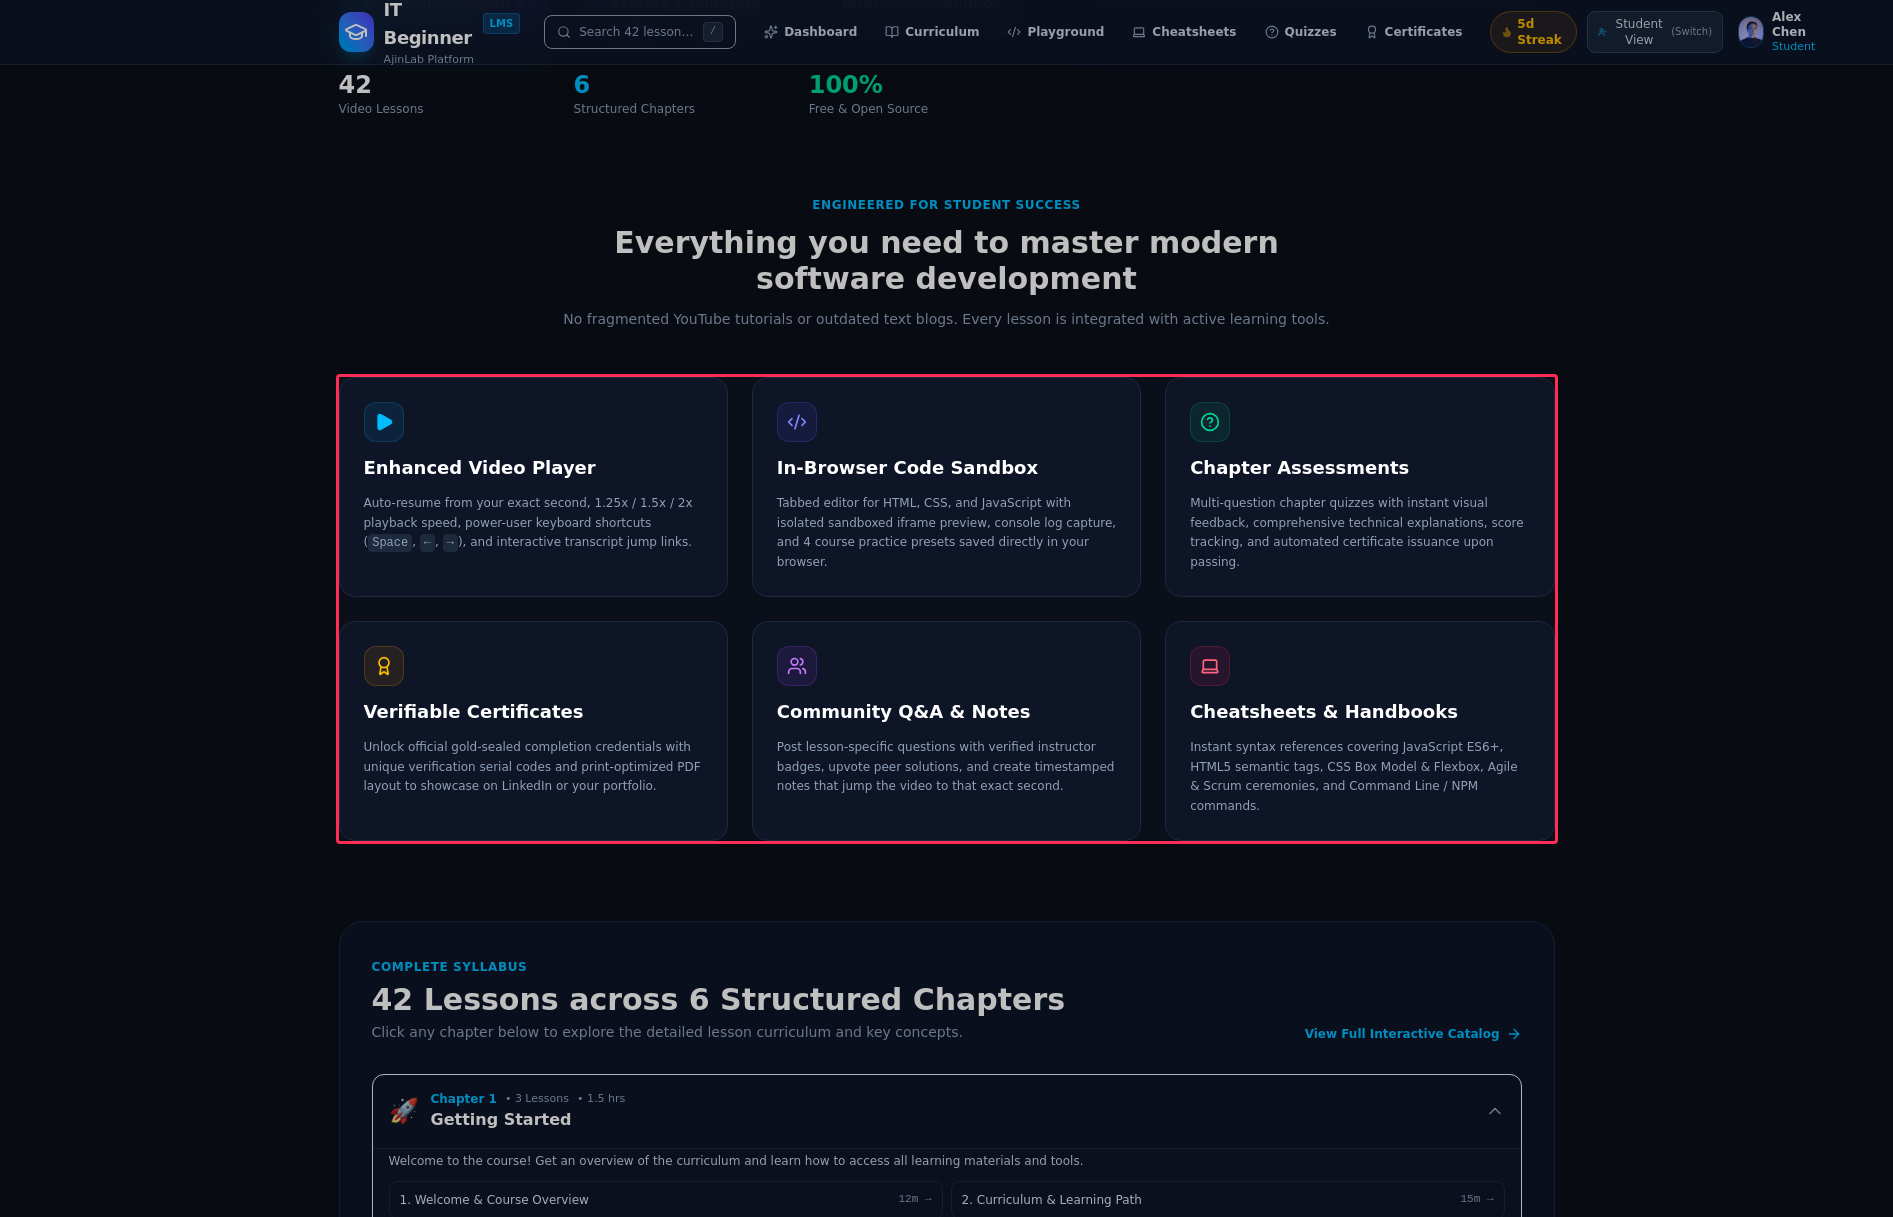 IT
Beginner
LMS
AjinLab Platform
Search 42 lesson... /
Dashboard
Curriculum
Playground
Cheatsheets
Quizzes
Certificates
5d
Streak
Student
View
(Switch)
Alex
Chen
Student
42
Video Lessons
6
Structured Chapters
100%
Free & Open Source
ENGINEERED FOR STUDENT SUCCESS
Everything you need to master modern
software development
No fragmented YouTube tutorials or outdated text blogs. Every lesson is integrated with active learning tools.
Enhanced Video Player
Auto-resume from your exact second, 1.25x / 1.5x / 2x
playback speed, power-user keyboard shortcuts
(Space, ←, →), and interactive transcript jump links.
In-Browser Code Sandbox
Tabbed editor for HTML, CSS, and JavaScript with
isolated sandboxed iframe preview, console log capture,
and 4 course practice presets saved directly in your
browser.
Chapter Assessments
Multi-question chapter quizzes with instant visual
feedback, comprehensive technical explanations, score
tracking, and automated certificate issuance upon
passing.
Verifiable Certificates
Unlock official gold-sealed completion credentials with
unique verification serial codes and print-optimized PDF
layout to showcase on LinkedIn or your portfolio.
Community Q&A & Notes
Post lesson-specific questions with verified instructor
badges, upvote peer solutions, and create timestamped
notes that jump the video to that exact second.
Cheatsheets & Handbooks
Instant syntax references covering JavaScript ES6+,
HTML5 semantic tags, CSS Box Model & Flexbox, Agile
& Scrum ceremonies, and Command Line / NPM
commands.
COMPLETE SYLLABUS
42 Lessons across 6 Structured Chapters
Click any chapter below to explore the detailed lesson curriculum and key concepts.
View Full Interactive Catalog →
Chapter 1 • 3 Lessons • 1.5 hrs
Getting Started
Welcome to the course! Get an overview of the curriculum and learn how to access all learning materials and tools.
1. Welcome & Course Overview 12m →
2. Curriculum & Learning Path 15m →